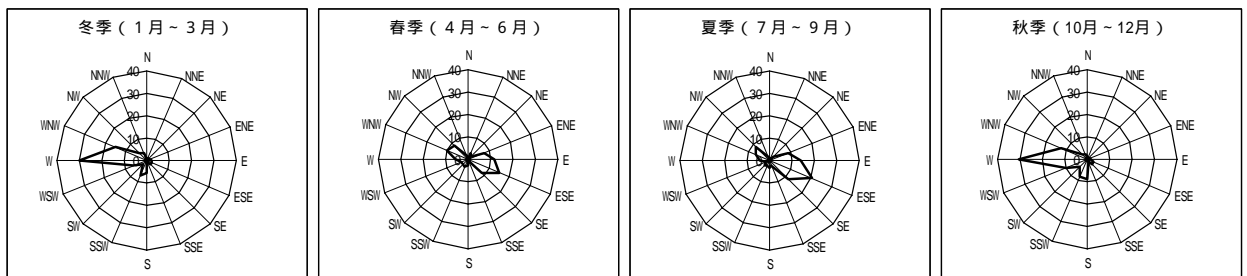 冬季（1月～3月）
N
NNW
NNE
NW
NE
WNW
ENE
W
E
WSW
ESE
SW
SE
SSW
SSE
S
40
30
20
10
0
春季（4月～6月）
N
NNW
NNE
NW
NE
WNW
ENE
W
E
WSW
ESE
SW
SE
SSW
SSE
S
40
30
20
10
0
夏季（7月～9月）
N
NNW
NNE
NW
NE
WNW
ENE
W
E
WSW
ESE
SW
SE
SSW
SSE
S
40
30
20
10
0
秋季（10月～12月）
N
NNW
NNE
NW
NE
WNW
ENE
W
E
WSW
ESE
SW
SE
SSW
SSE
S
40
30
20
10
0